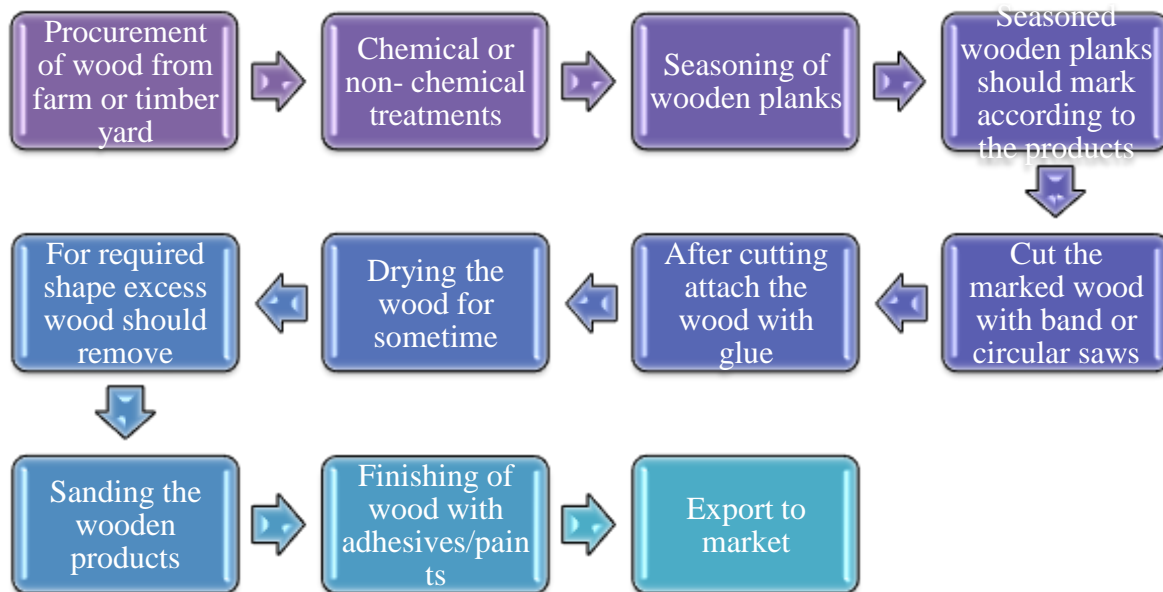 Procurement
of wood from
farm or timber
yard
Chemical or
non- chemical
treatments
Seasoning of
wooden planks
Seasoned
wooden planks
should mark
according to
the products
Cut the
marked wood
with band or
circular saws
After cutting
attach the
wood with
glue
Drying the
wood for
sometime
For required
shape excess
wood should
remove
Sanding the
wooden
products
Finishing of
wood with
adhesives/pain
ts
Export to
market